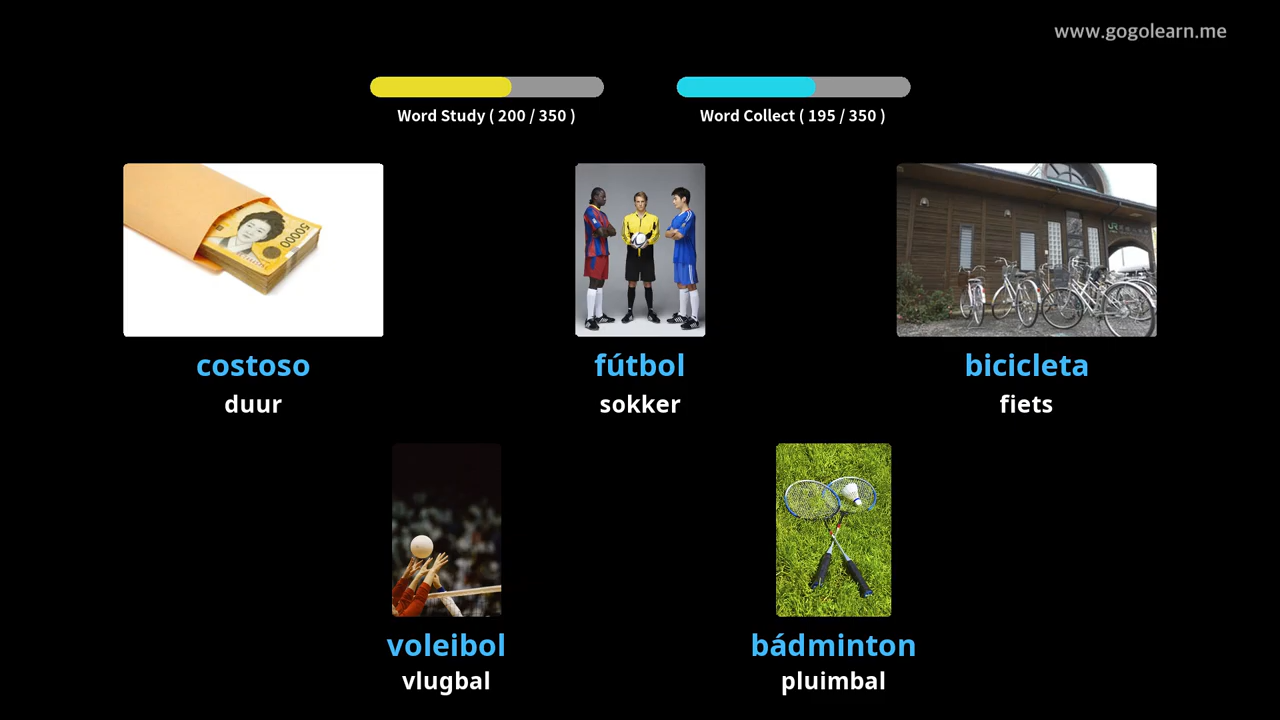 www.gogolearn.me
Word Study ( 200 / 350 )
Word Collect ( 195 / 350 )
50000
costoso
duur
fútbol
sokker
bicicleta
fiets
voleibol
vlugbal
bádminton
pluimbal